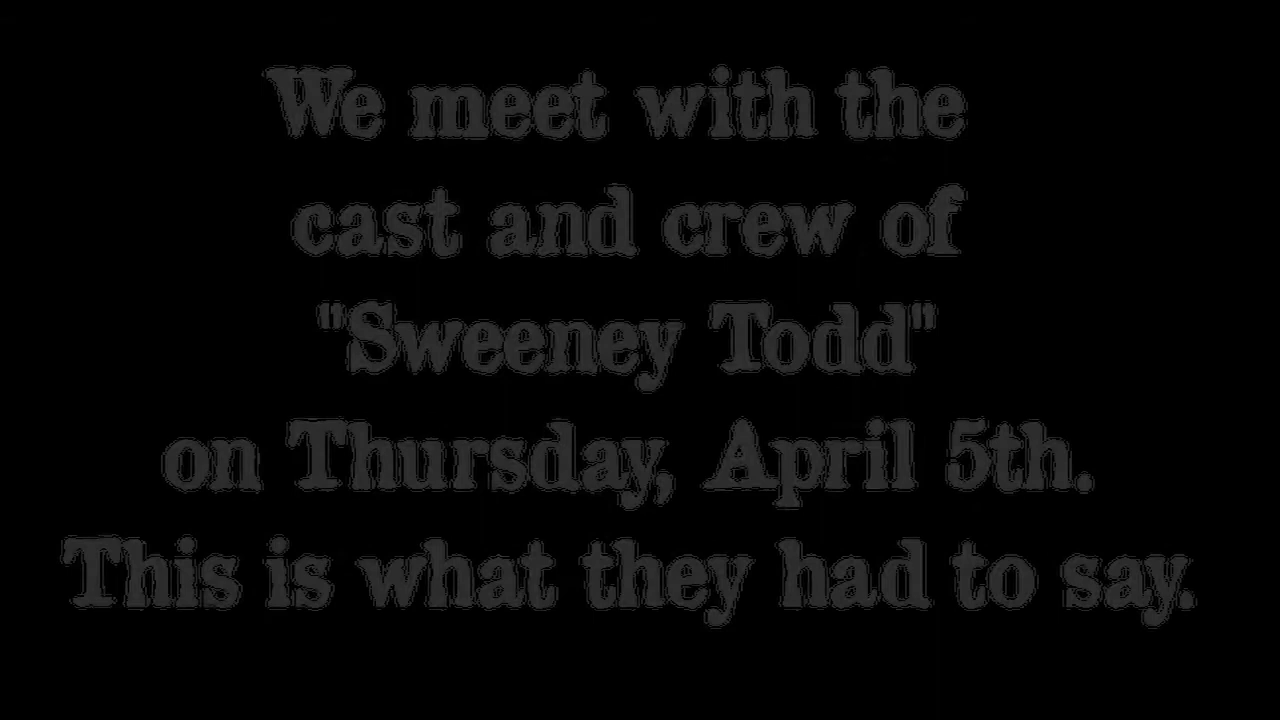 We meet with the
cast and crew of
"Sweeney Todd"
on Thursday, April 5th.
This is what they had to say.